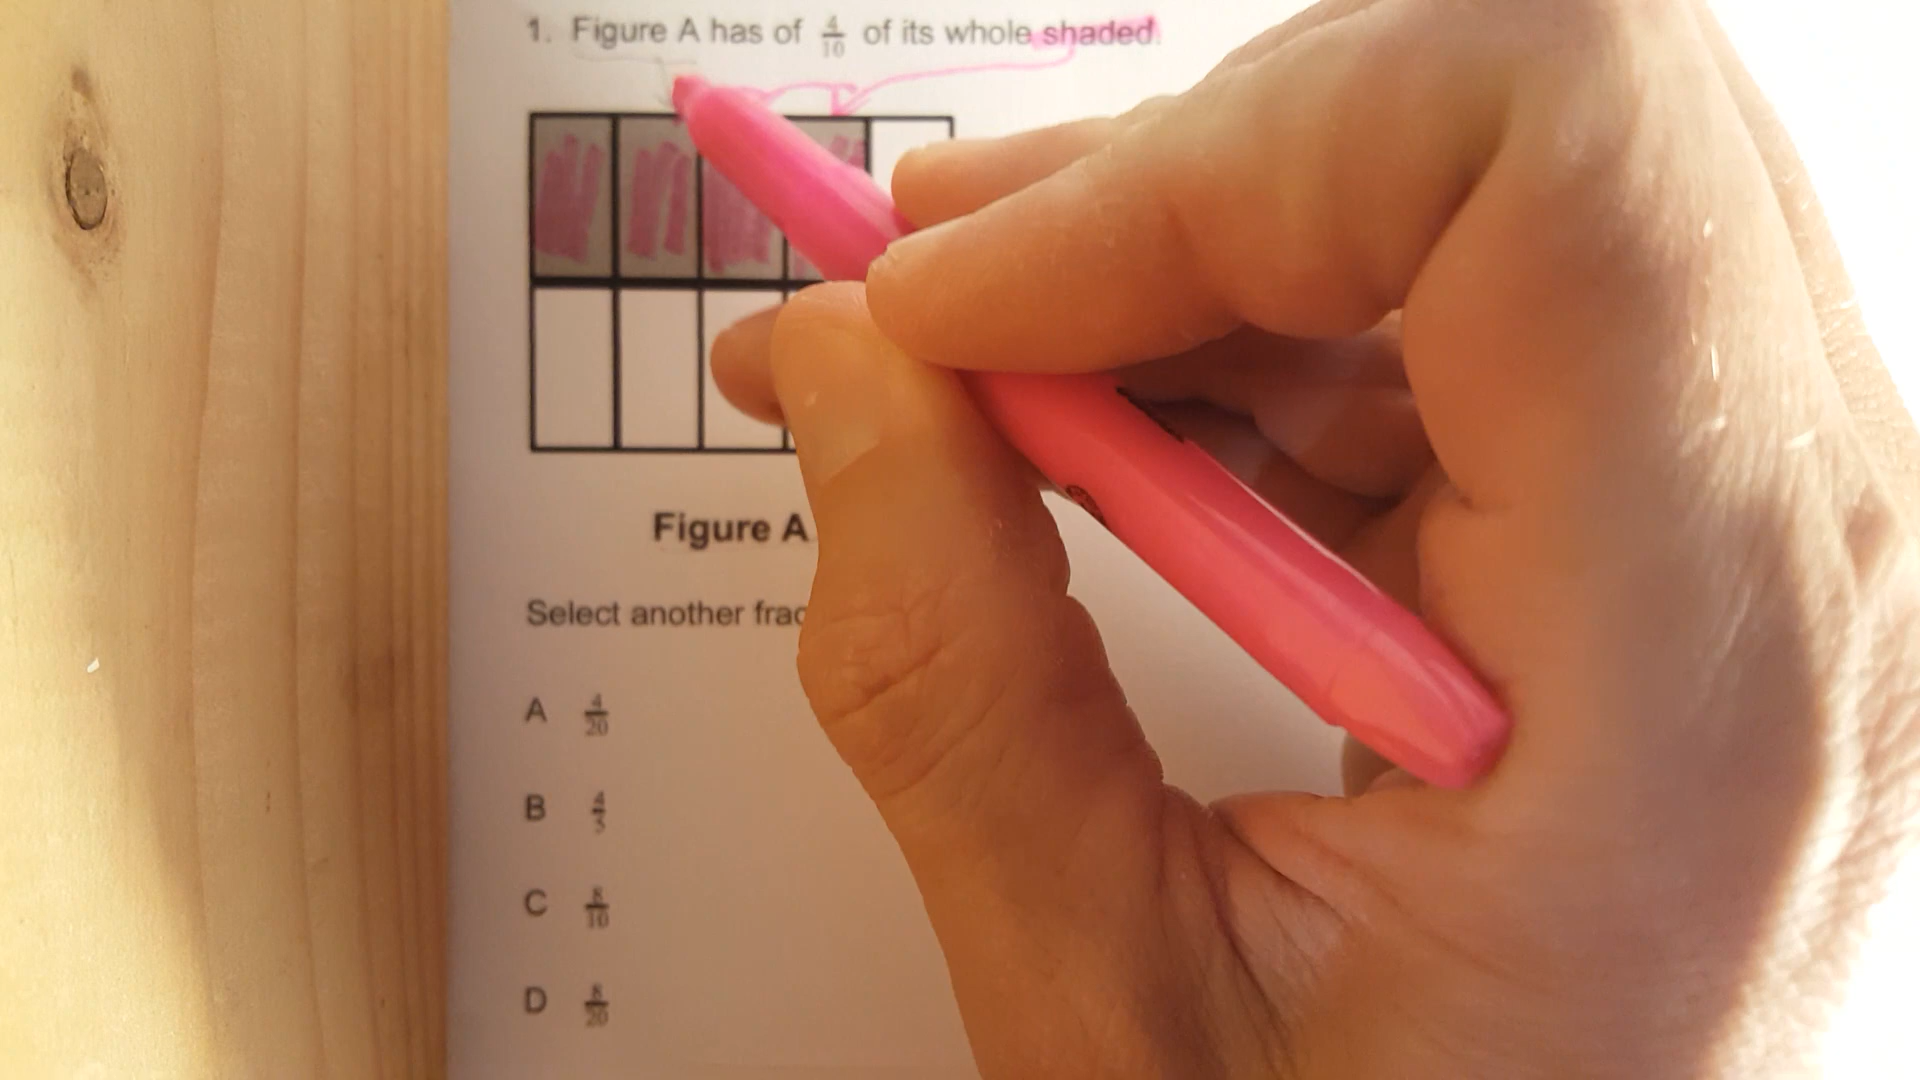 1. Figure A has of 4/10 of its whole shaded.
Figure A
Select another frac
A 4/20
B 4/5
C 8/10
D 8/20